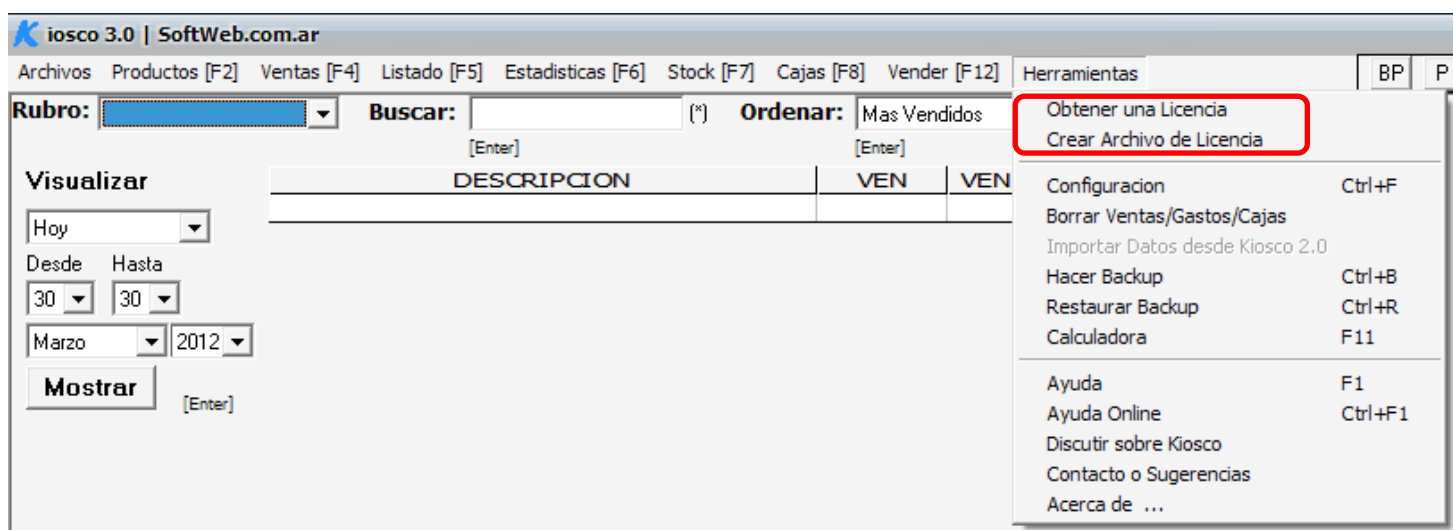 Kiosco 3.0 | SoftWeb.com.ar
Archivos Productos [F2] Ventas [F4] Listado [F5] Estadisticas [F6] Stock [F7] Cajas [F8] Vender [F12] Herramientas BP P
Rubro: Buscar: (*) Ordenar: Mas Vendidos
[Enter] [Enter]
Visualizar
DESCRIPCION VEN VEN
Hoy
Desde Hasta
30 30
Marzo 2012
Mostrar [Enter]
Obtener una Licencia
Crear Archivo de Licencia
Configuracion Ctrl+F
Borrar Ventas/Gastos/Cajas
Importar Datos desde Kiosco 2.0
Hacer Backup Ctrl+B
Restaurar Backup Ctrl+R
Calculadora F11
Ayuda F1
Ayuda Online Ctrl+F1
Discutir sobre Kiosco
Contacto o Sugerencias
Acerca de ...